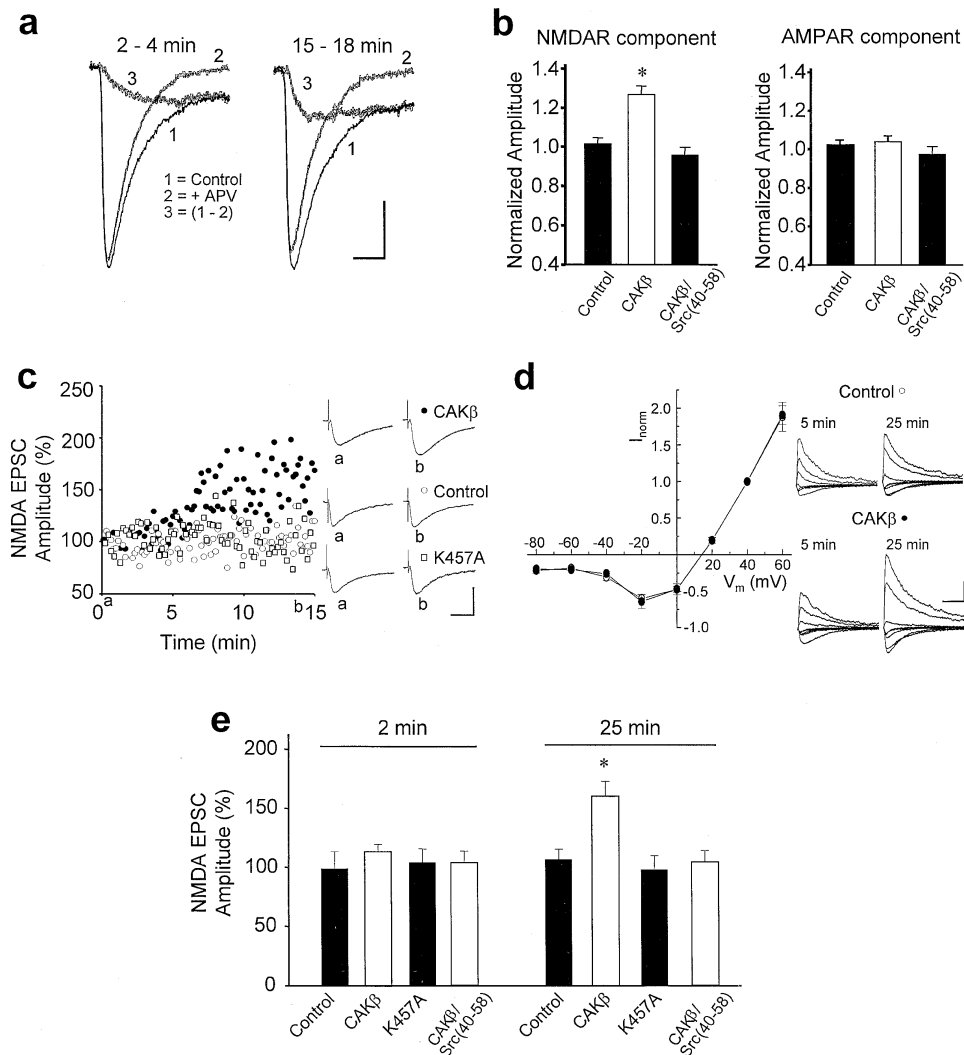 a
2 - 4 min
15 - 18 min
2
3
1
2
3
1
1 = Control
2 = + APV
3 = (1 - 2)
b
NMDAR component
AMPAR component
Normalized Amplitude
1.4
1.2
1.0
0.8
0.6
0.4
*
Control
CAKβ
CAKβ/
Src(40-58)
Normalized Amplitude
1.4
1.2
1.0
0.8
0.6
0.4
Control
CAKβ
CAKβ/
Src(40-58)
c
NMDA EPSC
Amplitude (%)
250
200
150
100
50
0
5
10
15
a
b
Time (min)
CAKβ
a
b
Control
a
b
K457A
a
b
d
I norm
2.0
1.5
1.0
0.5
-0.5
-1.0
-80
-60
-40
-20
20
40
60
Vm (mV)
Control
5 min
25 min
CAKβ
5 min
25 min
e
2 min
25 min
NMDA EPSC
Amplitude (%)
200
150
100
50
0
*
Control
CAKβ
K457A
CAKβ/
Src(40-58)
Control
CAKβ
K457A
CAKβ/
Src(40-58)